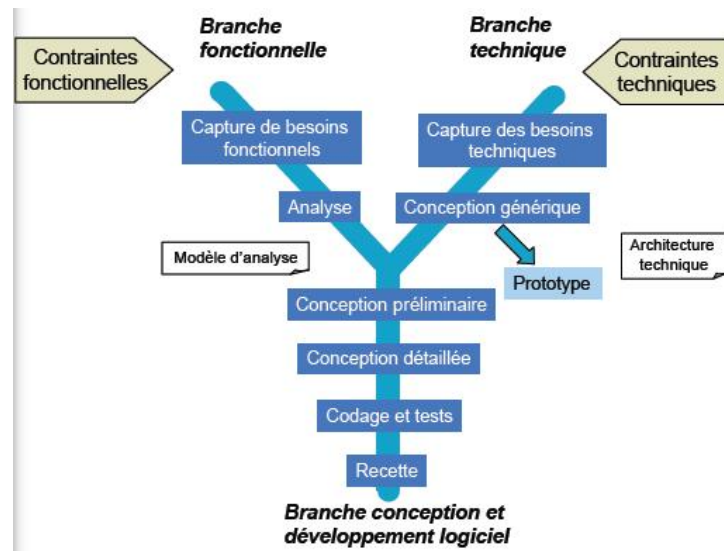 Branche
fonctionnelle
Branche
technique
Contraintes
fonctionnelles
Contraintes
techniques
Capture de besoins
fonctionnels
Capture des besoins
techniques
Analyse
Conception générique
Modèle d'analyse
Architecture
technique
Prototype
Conception préliminaire
Conception détaillée
Codage et tests
Recette
Branche conception et
développement logiciel